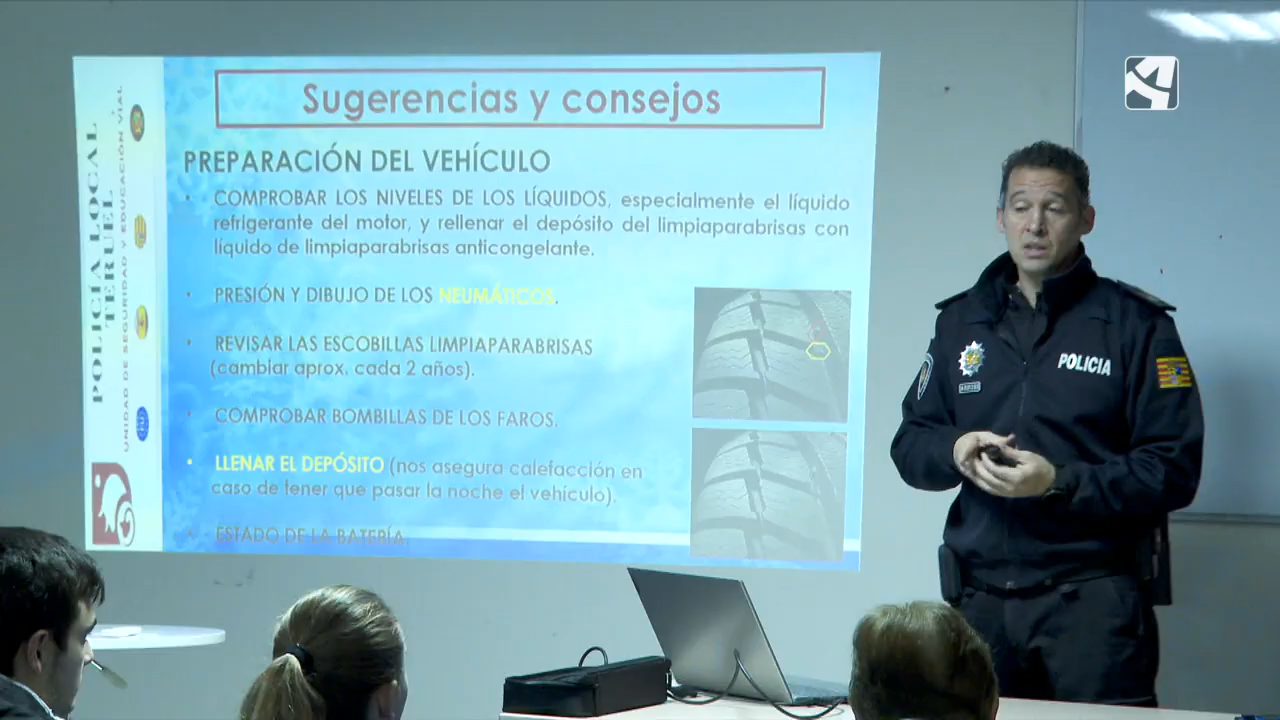 Sugerencias y consejos
POLICÍA LOCAL
TERUEL
UNIDAD DE SEGURIDAD Y EDUCACIÓN VIAL
PREPARACIÓN DEL VEHÍCULO
• COMPROBAR LOS NIVELES DE LOS LÍQUIDOS, especialmente el líquido
refrigerante del motor, y rellenar el depósito del limpiaparabrisas con
líquido de limpiaparabrisas anticongelante.
• PRESIÓN Y DIBUJO DE LOS NEUMÁTICOS.
• REVISAR LAS ESCOBILLAS LIMPIAPARABRISAS
(cambiar aprox. cada 2 años).
• COMPROBAR BOMBILLAS DE LOS FAROS.
• LLENAR EL DEPÓSITO (nos asegura calefacción en
caso de tener que pasar la noche el vehículo).
• ESTADO DE LA BATERÍA.
POLICIA